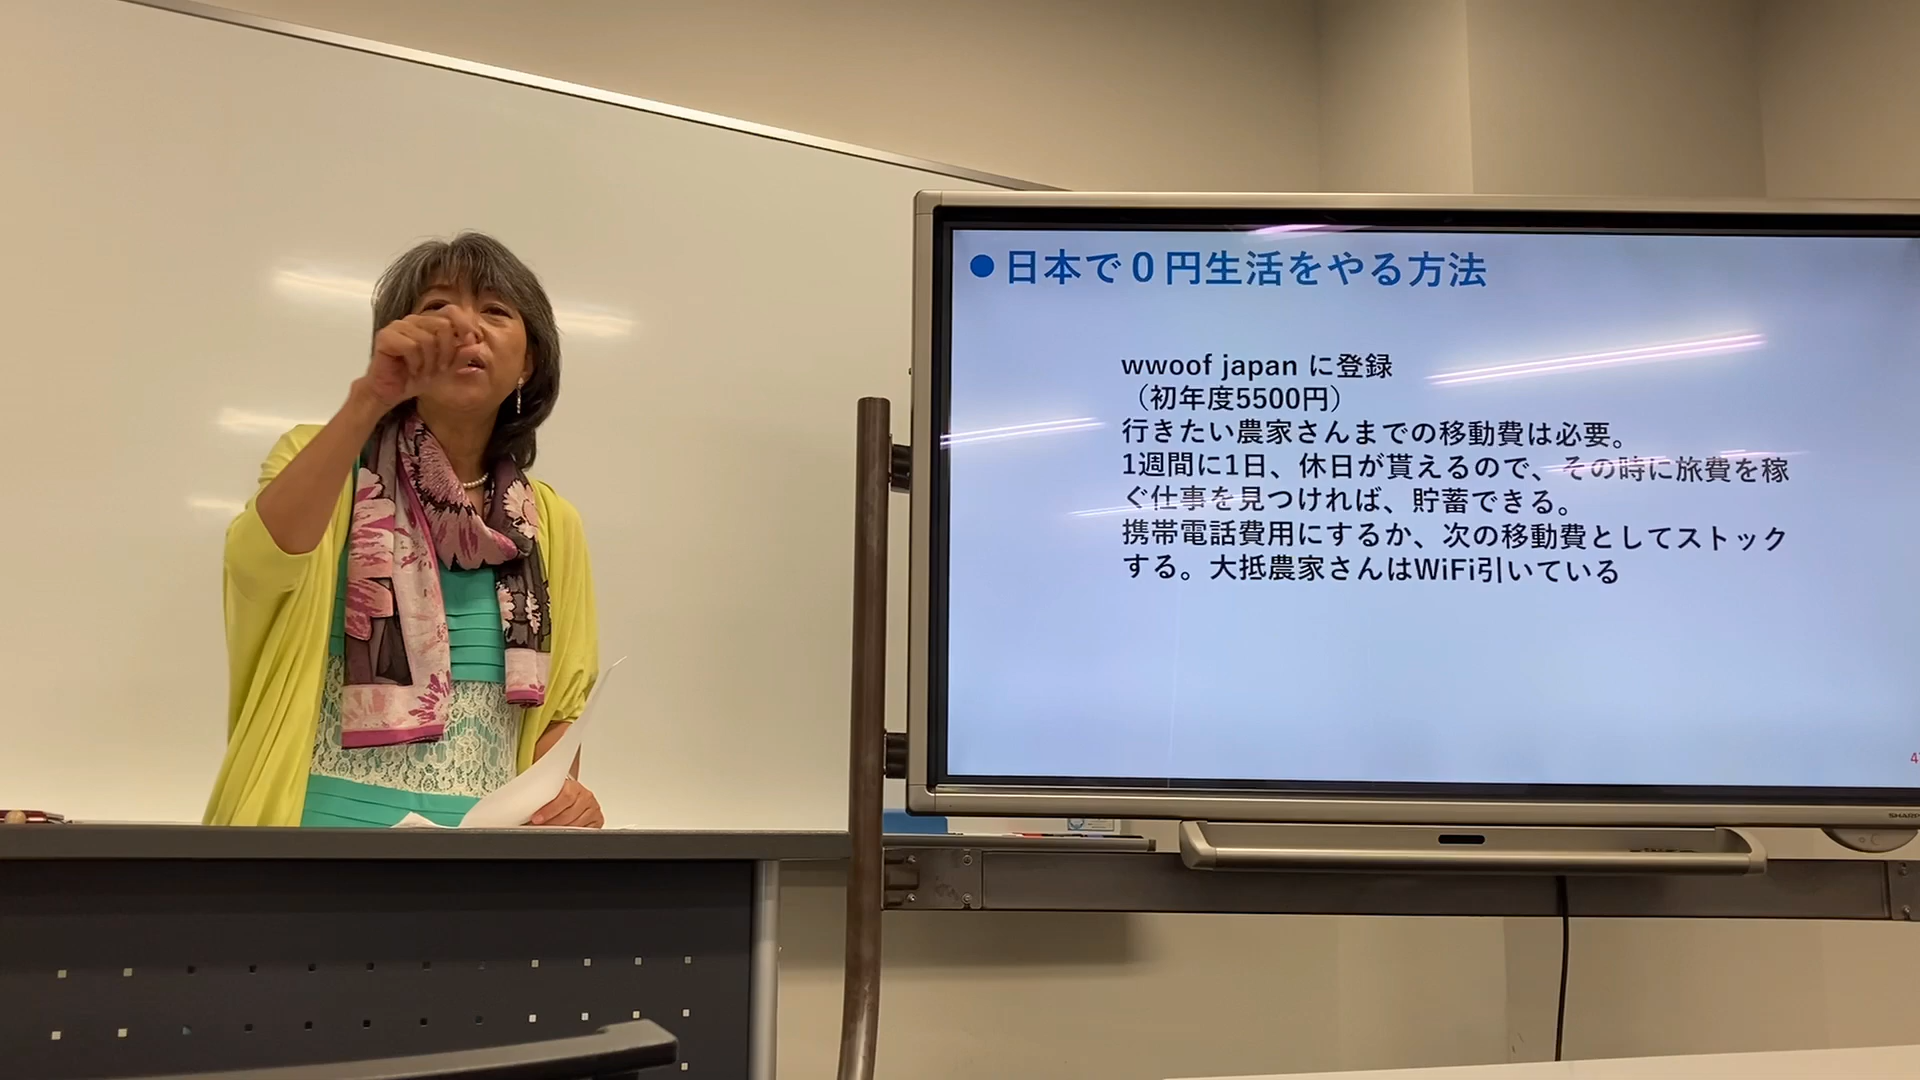 ●日本で０円生活をやる方法
wwoof japan に登録
（初年度5500円）
行きたい農家さんまでの移動費は必要。
1週間に1日、休日が貰えるので、その時に旅費を稼
ぐ仕事を見つければ、貯蓄できる。
携帯電話費用にするか、次の移動費としてストック
する。大抵農家さんはWiFi引いている
SHARP